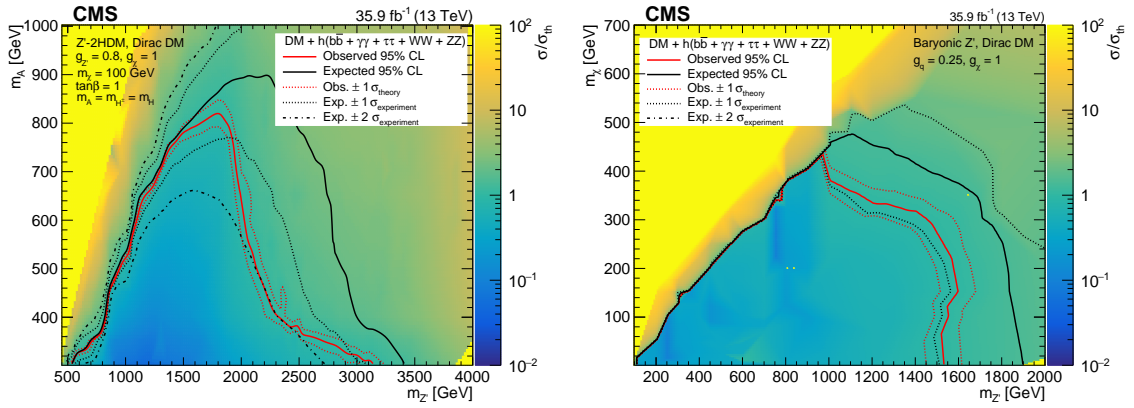 CMS
35.9 fb⁻¹ (13 TeV)
m_A [GeV]
1000
900
800
700
600
500
400
Z'-2HDM, Dirac DM
g_Z' = 0.8, g_χ = 1
m_χ = 100 GeV
tanβ = 1
m_A = m_H± = m_H
DM + h(bb̅ + γγ + ττ + WW + ZZ)
Observed 95% CL
Expected 95% CL
Obs. ± 1 σ_theory
Exp. ± 1 σ_experiment
Exp. ± 2 σ_experiment
500 1000 1500 2000 2500 3000 3500 4000
m_Z' [GeV]
σ/σ_th
10²
10
1
10⁻¹
10⁻²
CMS
35.9 fb⁻¹ (13 TeV)
m_χ [GeV]
800
700
600
500
400
300
200
100
DM + h(bb̅ + γγ + ττ + WW + ZZ)
Observed 95% CL
Expected 95% CL
Obs. ± 1 σ_theory
Exp. ± 1 σ_experiment
Exp. ± 2 σ_experiment
Baryonic Z', Dirac DM
g_q = 0.25, g_χ = 1
200 400 600 800 1000 1200 1400 1600 1800 2000
m_Z' [GeV]
σ/σ_th
10²
10
1
10⁻¹
10⁻²